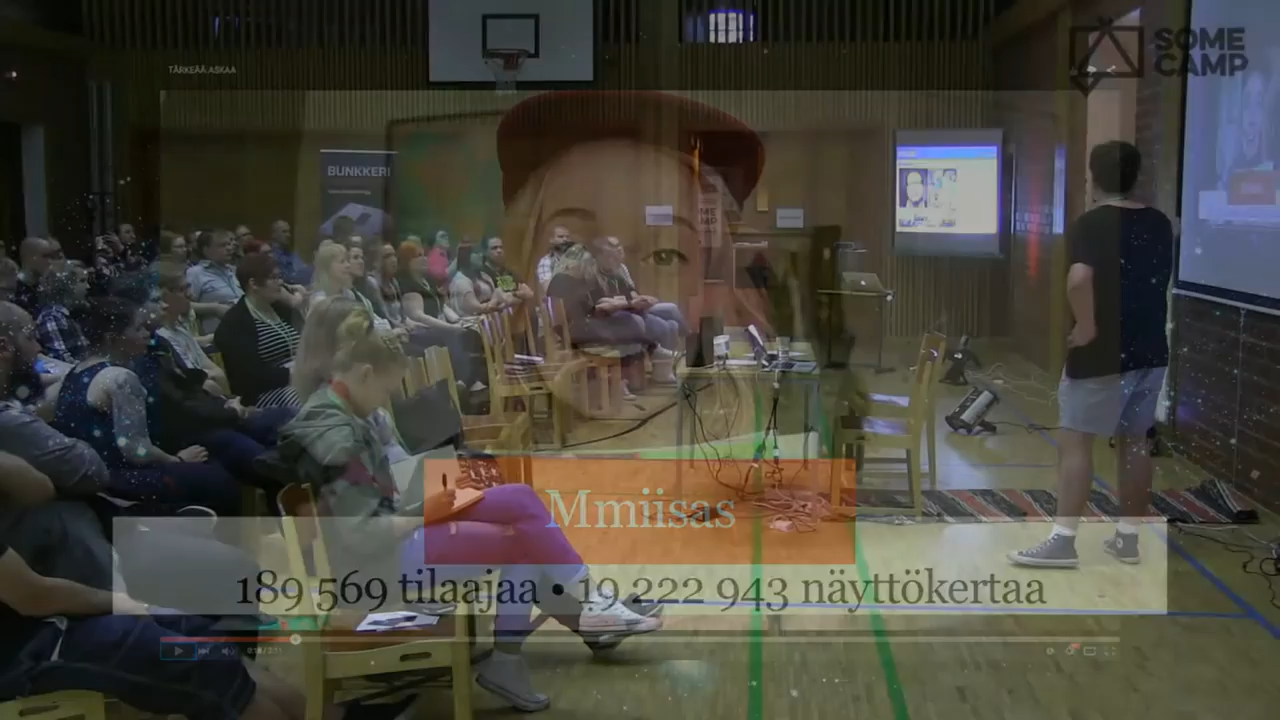 SOME
CAMP
TÄRKEÄÄ ASKAA
BUNKKERI
Mmiisas
189 569 tilaajaa • 19 222 943 näyttökertaa